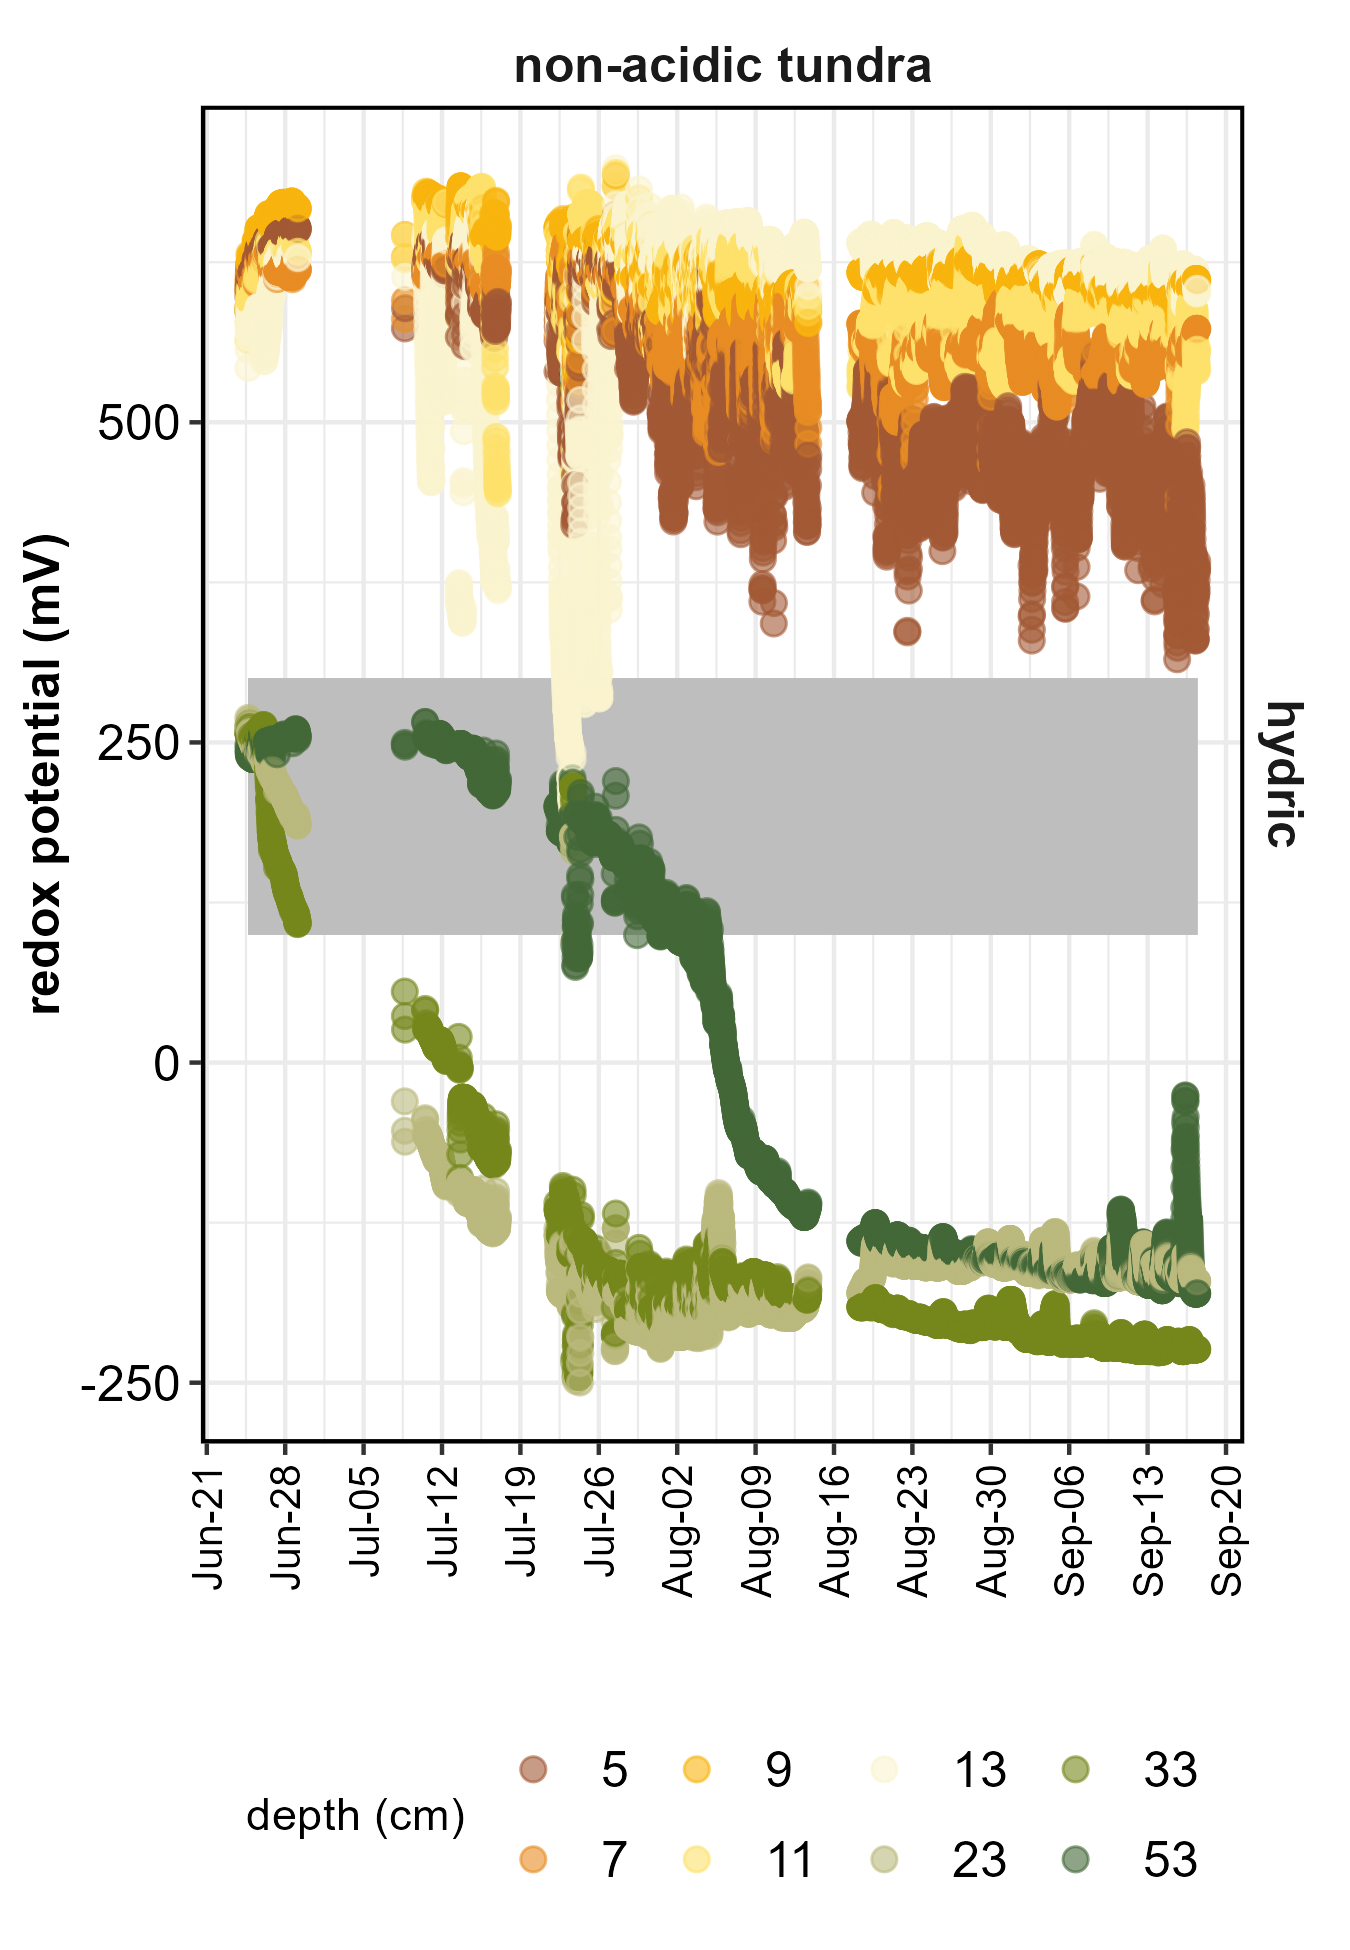 non-acidic tundra
redox potential (mV)
500
250
0
-250
hydric
Jun-21
Jun-28
Jul-05
Jul-12
Jul-19
Jul-26
Aug-02
Aug-09
Aug-16
Aug-23
Aug-30
Sep-06
Sep-13
Sep-20
depth (cm)
5 9 13 33
7 11 23 53